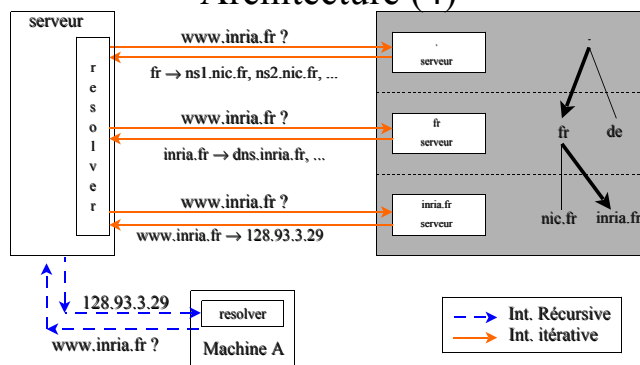 Architecture (4)
serveur
r
e
s
o
l
v
e
r
www.inria.fr ?
fr → ns1.nic.fr, ns2.nic.fr, ...
www.inria.fr ?
inria.fr → dns.inria.fr, ...
www.inria.fr ?
www.inria.fr → 128.93.3.29
.
serveur
fr
serveur
inria.fr
serveur
.
fr
de
nic.fr
inria.fr
128.93.3.29
www.inria.fr ?
resolver
Machine A
Int. Récursive
Int. itérative